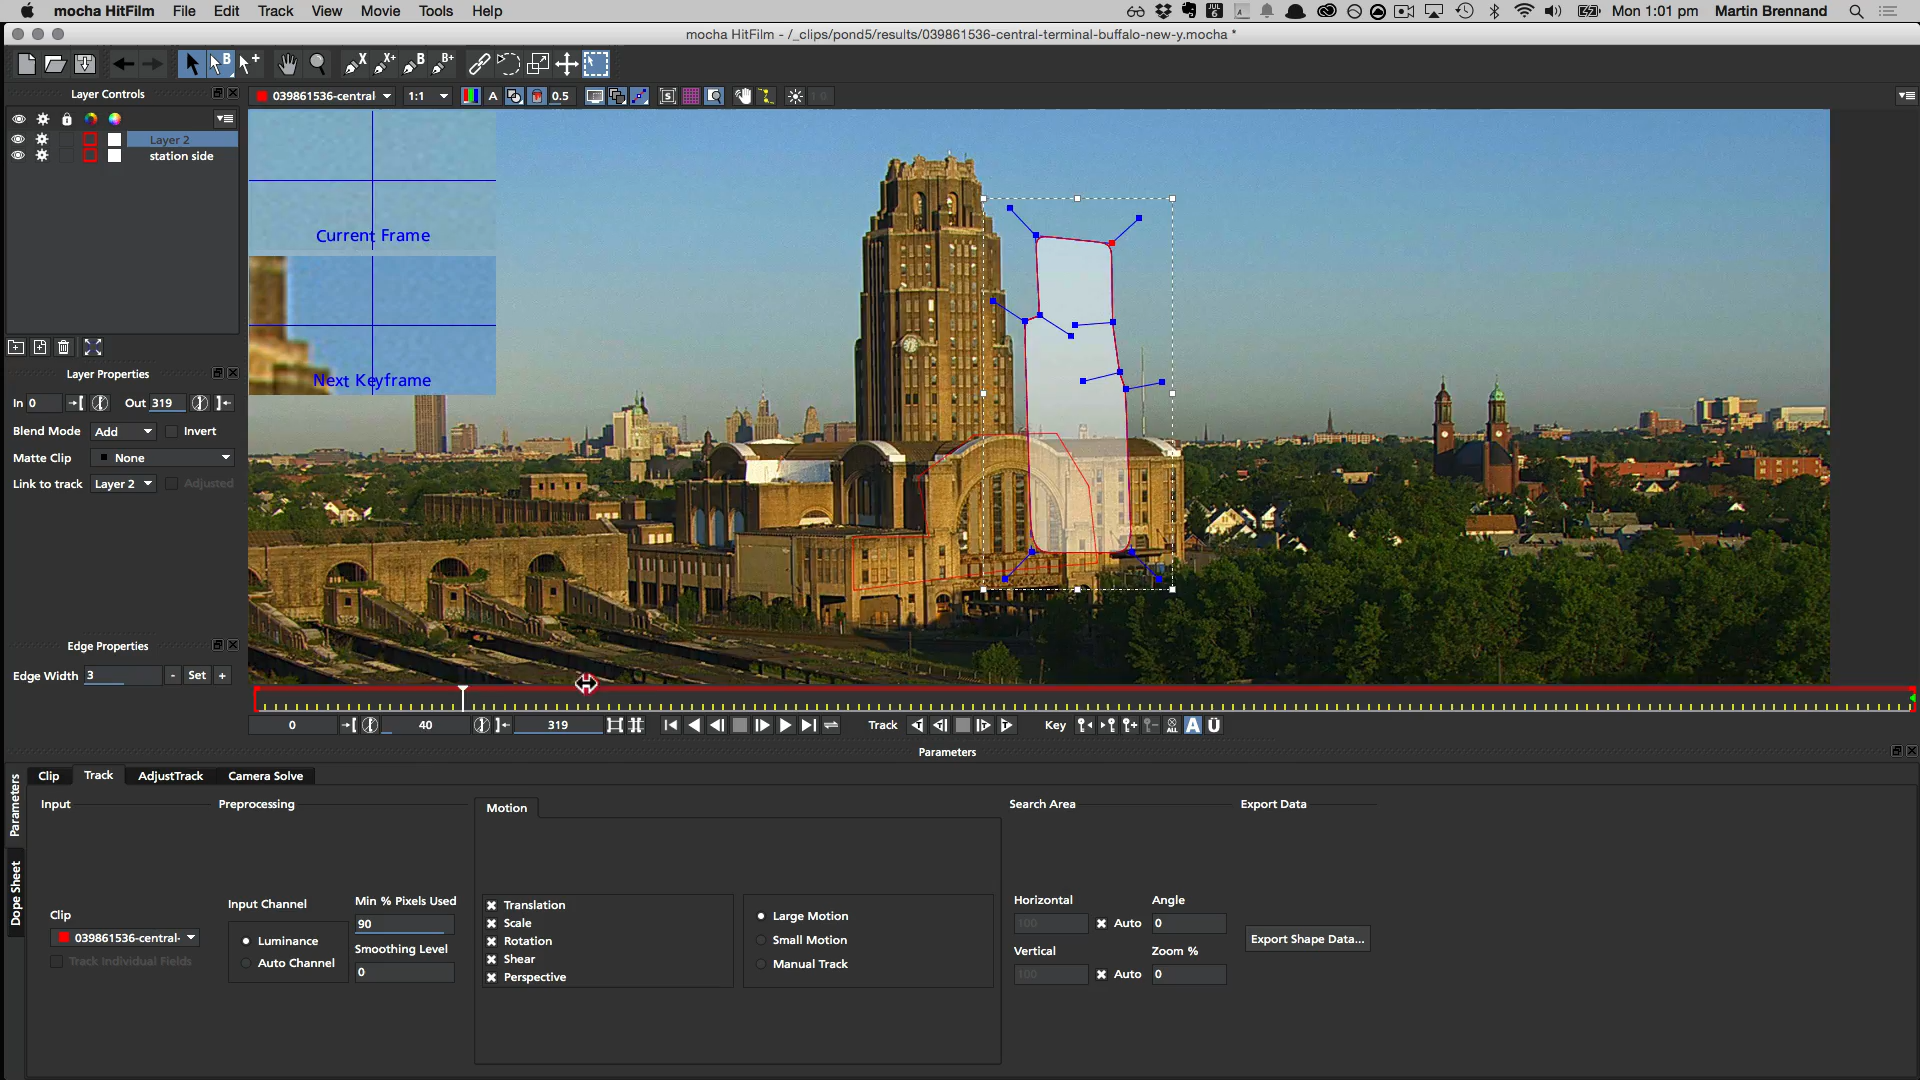 mocha HitFilm File Edit Track View Movie Tools Help
Mon 1:01 pm Martin Brennand
mocha HitFilm - /_clips/pond5/results/039861536-central-terminal-buffalo-new-y.mocha *
Layer Controls
039861536-central- 1:1 A 0.5
Layer 2
station side
Current Frame
Next Keyframe
Layer Properties
In 0 Out 319
Blend Mode Add Invert
Matte Clip None
Link to track Layer 2 Adjusted
Edge Properties
Edge Width 3 - Set +
0 40 319 Track Key ALL A Ü
Parameters
Parameters
Dope Sheet
Clip Track AdjustTrack Camera Solve
Input Preprocessing Motion Search Area Export Data
Clip
039861536-central-
Track Individual Fields
Input Channel
Luminance
Auto Channel
Min % Pixels Used
90
Smoothing Level
0
Translation
Scale
Rotation
Shear
Perspective
Large Motion
Small Motion
Manual Track
Horizontal Angle
100 Auto 0
Vertical Zoom %
100 Auto 0
Export Shape Data...